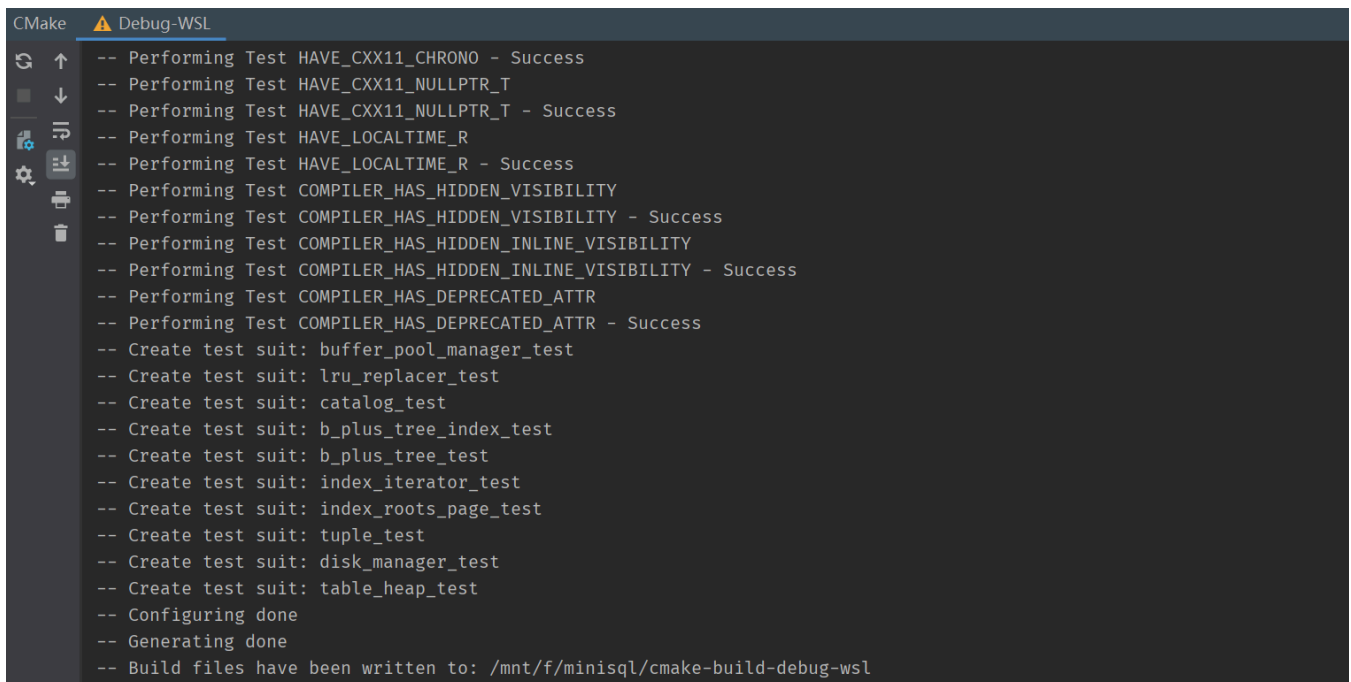 CMake Debug-WSL
-- Performing Test HAVE_CXX11_CHRONO - Success
-- Performing Test HAVE_CXX11_NULLPTR_T
-- Performing Test HAVE_CXX11_NULLPTR_T - Success
-- Performing Test HAVE_LOCALTIME_R
-- Performing Test HAVE_LOCALTIME_R - Success
-- Performing Test COMPILER_HAS_HIDDEN_VISIBILITY
-- Performing Test COMPILER_HAS_HIDDEN_VISIBILITY - Success
-- Performing Test COMPILER_HAS_HIDDEN_INLINE_VISIBILITY
-- Performing Test COMPILER_HAS_HIDDEN_INLINE_VISIBILITY - Success
-- Performing Test COMPILER_HAS_DEPRECATED_ATTR
-- Performing Test COMPILER_HAS_DEPRECATED_ATTR - Success
-- Create test suit: buffer_pool_manager_test
-- Create test suit: lru_replacer_test
-- Create test suit: catalog_test
-- Create test suit: b_plus_tree_index_test
-- Create test suit: b_plus_tree_test
-- Create test suit: index_iterator_test
-- Create test suit: index_roots_page_test
-- Create test suit: tuple_test
-- Create test suit: disk_manager_test
-- Create test suit: table_heap_test
-- Configuring done
-- Generating done
-- Build files have been written to: /mnt/f/minisql/cmake-build-debug-wsl